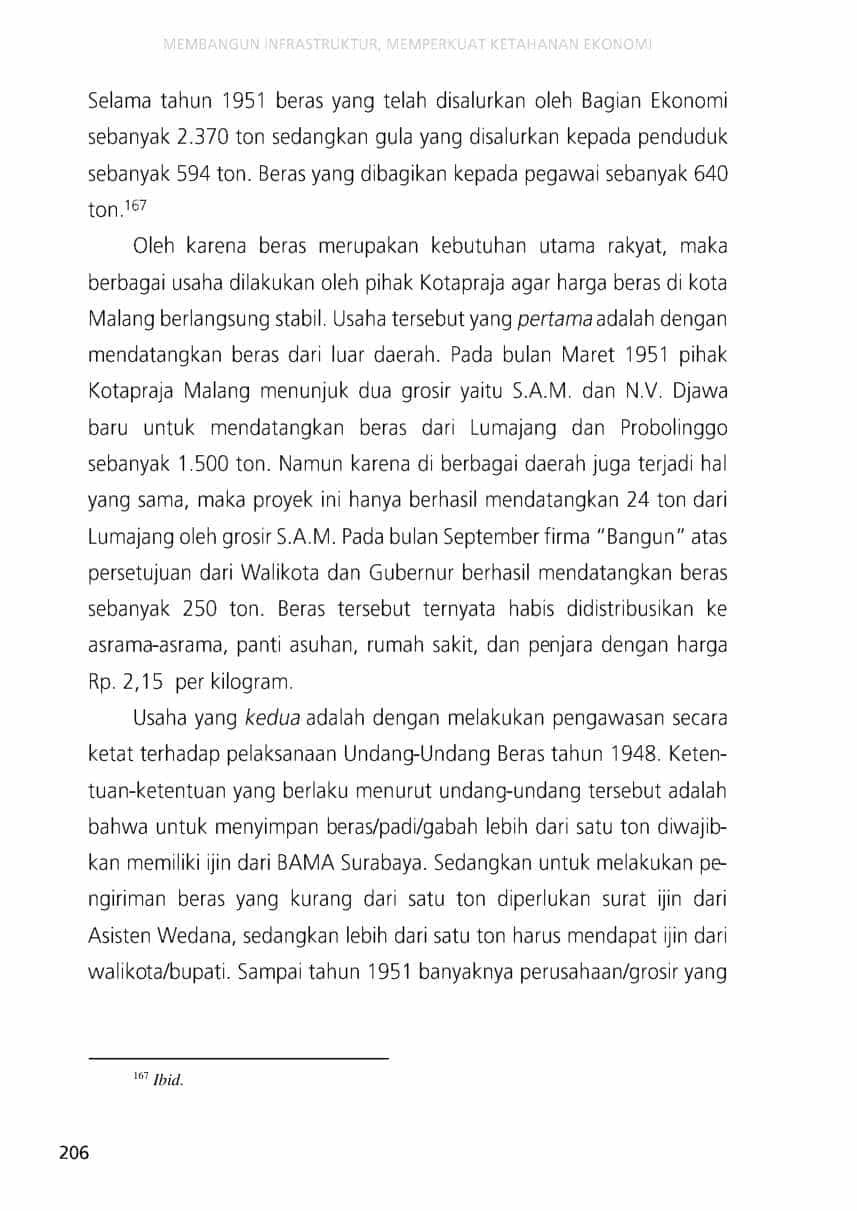 MEMBANGUN INFRASTRUKTUR, MEMPERKUAT KETAHANAN EKONOMI
Selama tahun 1951 beras yang telah disalurkan oleh Bagian Ekonomi
sebanyak 2.370 ton sedangkan gula yang disalurkan kepada penduduk
sebanyak 594 ton. Beras yang dibagikan kepada pegawai sebanyak 640
ton.167
Oleh karena beras merupakan kebutuhan utama rakyat, maka
berbagai usaha dilakukan oleh pihak Kotapraja agar harga beras di kota
Malang berlangsung stabil. Usaha tersebut yang pertama adalah dengan
mendatangkan beras dari luar daerah. Pada bulan Maret 1951 pihak
Kotapraja Malang menunjuk dua grosir yaitu S.A.M. dan N.V. Djawa
baru untuk mendatangkan beras dari Lumajang dan Probolinggo
sebanyak 1.500 ton. Namun karena di berbagai daerah juga terjadi hal
yang sama, maka proyek ini hanya berhasil mendatangkan 24 ton dari
Lumajang oleh grosir S.A.M. Pada bulan September firma “Bangun” atas
persetujuan dari Walikota dan Gubernur berhasil mendatangkan beras
sebanyak 250 ton. Beras tersebut ternyata habis didistribusikan ke
asrama-asrama, panti asuhan, rumah sakit, dan penjara dengan harga
Rp. 2,15 per kilogram.
Usaha yang kedua adalah dengan melakukan pengawasan secara
ketat terhadap pelaksanaan Undang-Undang Beras tahun 1948. Keten-
tuan-ketentuan yang berlaku menurut undang-undang tersebut adalah
bahwa untuk menyimpan beras/padi/gabah lebih dari satu ton diwajib-
kan memiliki ijin dari BAMA Surabaya. Sedangkan untuk melakukan pe-
ngiriman beras yang kurang dari satu ton diperlukan surat ijin dari
Asisten Wedana, sedangkan lebih dari satu ton harus mendapat ijin dari
walikota/bupati. Sampai tahun 1951 banyaknya perusahaan/grosir yang
167 Ibid.
206